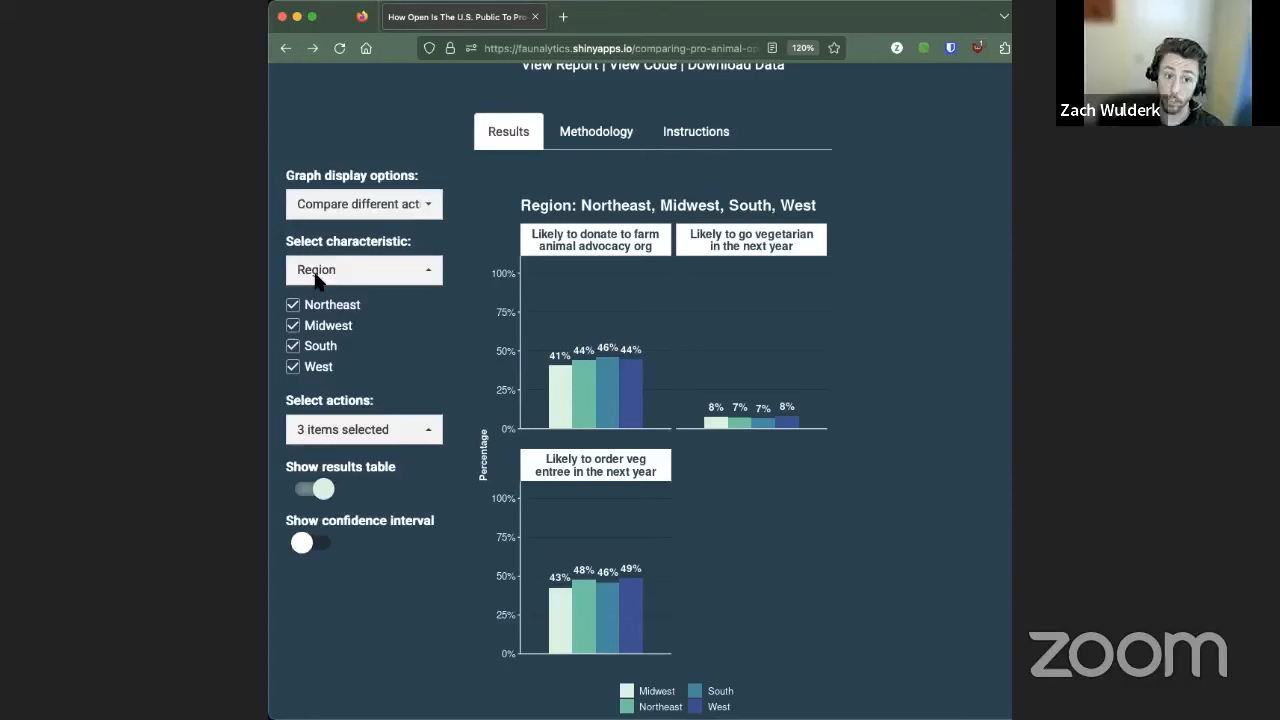 How Open Is The U.S. Public To Pro
https://faunalytics.shinyapps.io/comparing-pro-animal-op
120%
View Report | View Code | Download Data
Zach Wulderk
Results
Methodology
Instructions
Graph display options:
Compare different act
Select characteristic:
Region
Northeast
Midwest
South
West
Select actions:
3 items selected
Show results table
Show confidence interval
Region: Northeast, Midwest, South, West
Likely to donate to farm
animal advocacy org
Likely to go vegetarian
in the next year
100%
75%
50%
25%
0%
41%
44%
46%
44%
8%
7%
7%
8%
Percentage
Likely to order veg
entree in the next year
100%
75%
50%
25%
0%
43%
48%
46%
49%
Midwest
South
Northeast
West
zoom